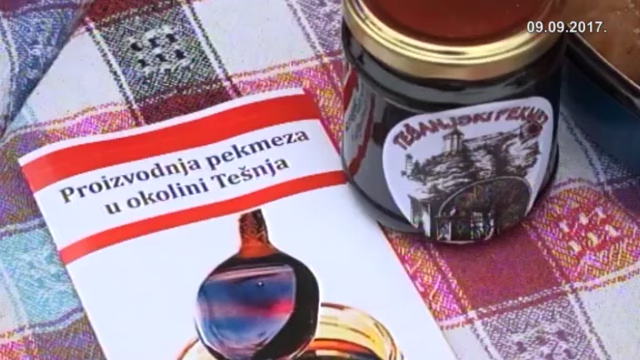 09.09.2017.
Proizvodnja pekmeza
u okolini Tešnja
TEŠANJSKI PEKMEZ